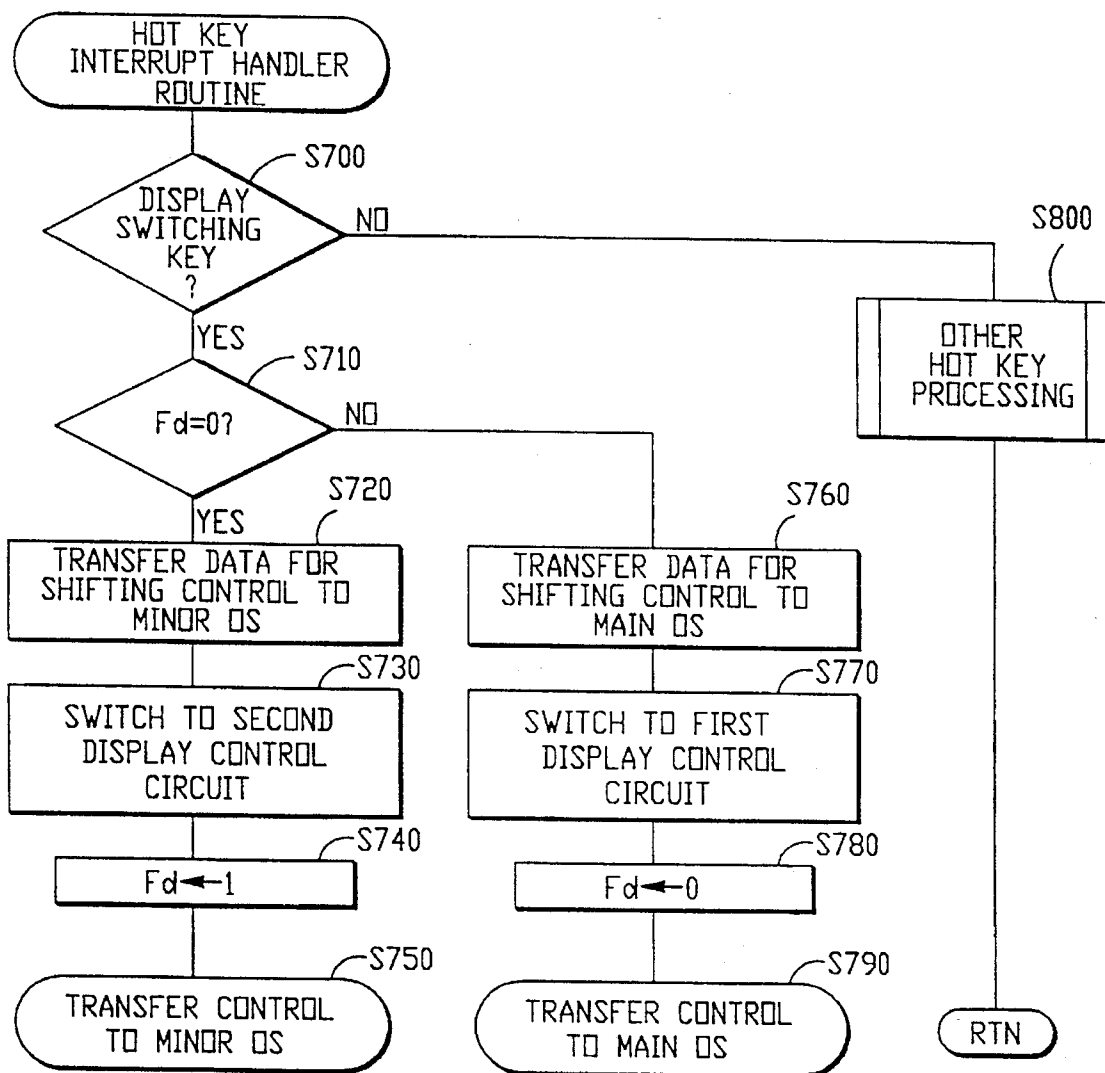 HOT KEY
INTERRUPT HANDLER
ROUTINE
S700
DISPLAY
SWITCHING
KEY
?
NO
YES
S800
OTHER
HOT KEY
PROCESSING
S710
Fd=0?
NO
YES
S720
TRANSFER DATA FOR
SHIFTING CONTROL TO
MINOR OS
S760
TRANSFER DATA FOR
SHIFTING CONTROL TO
MAIN OS
S730
SWITCH TO SECOND
DISPLAY CONTROL
CIRCUIT
S770
SWITCH TO FIRST
DISPLAY CONTROL
CIRCUIT
S740
Fd←1
S780
Fd←0
S750
TRANSFER CONTROL
TO MINOR OS
S790
TRANSFER CONTROL
TO MAIN OS
RTN